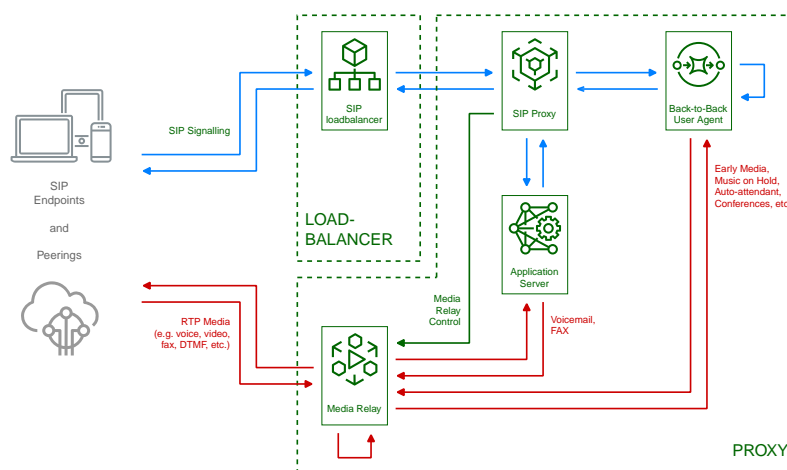 SIP Signalling
SIP
Endpoints
and
Peerings
SIP
loadbalancer
LOAD-
BALANCER
SIP Proxy
Back-to-Back
User Agent
Early Media,
Music on Hold,
Auto-attendant,
Conferences, etc
Application
Server
Media
Relay
Control
Voicemail,
FAX
RTP Media
(e.g. voice, video,
fax, DTMF, etc.)
Media Relay
PROXY